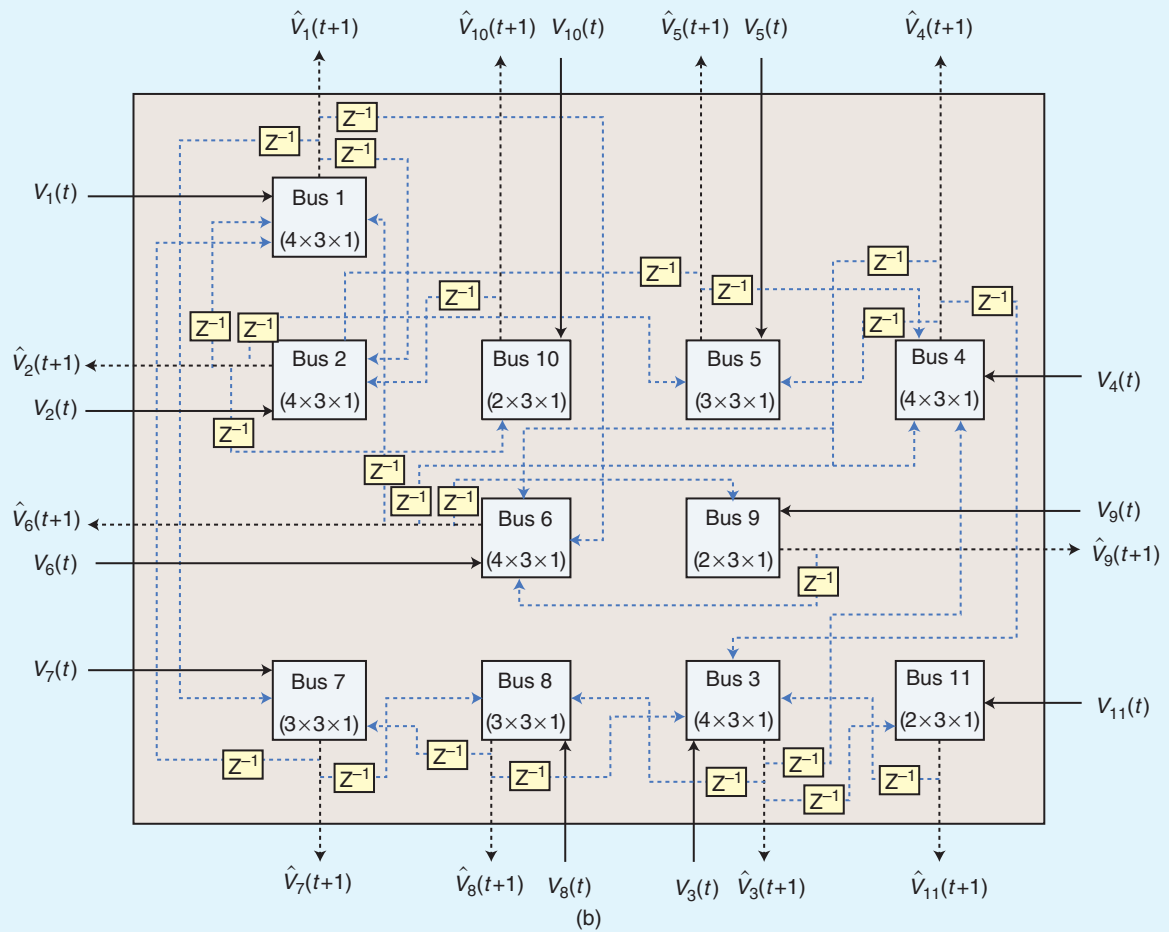 V̂1(t+1) V̂10(t+1) V10(t) V̂5(t+1) V5(t) V̂4(t+1)
Z⁻¹
Z⁻¹
Z⁻¹
V1(t)
Bus 1
(4×3×1)
Z⁻¹
Z⁻¹
Z⁻¹
Z⁻¹
Z⁻¹
Z⁻¹
Z⁻¹
Z⁻¹
V̂2(t+1)
V2(t)
Bus 2
(4×3×1)
Bus 10
(2×3×1)
Bus 5
(3×3×1)
Bus 4
(4×3×1)
V4(t)
Z⁻¹
Z⁻¹
Z⁻¹
Z⁻¹
V̂6(t+1)
V6(t)
Bus 6
(4×3×1)
Bus 9
(2×3×1)
V9(t)
V̂9(t+1)
Z⁻¹
V7(t)
Bus 7
(3×3×1)
Bus 8
(3×3×1)
Bus 3
(4×3×1)
Bus 11
(2×3×1)
V11(t)
Z⁻¹
Z⁻¹
Z⁻¹
Z⁻¹
Z⁻¹
Z⁻¹
Z⁻¹
Z⁻¹
V̂7(t+1) V̂8(t+1) V8(t) V3(t) V̂3(t+1) V̂11(t+1)
(b)